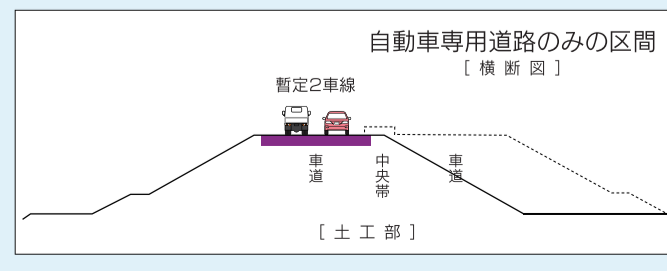 自動車専用道路のみの区間
[ 横 断 図 ]
暫定2車線
車道
中央帯
車道
[ 土 工 部 ]